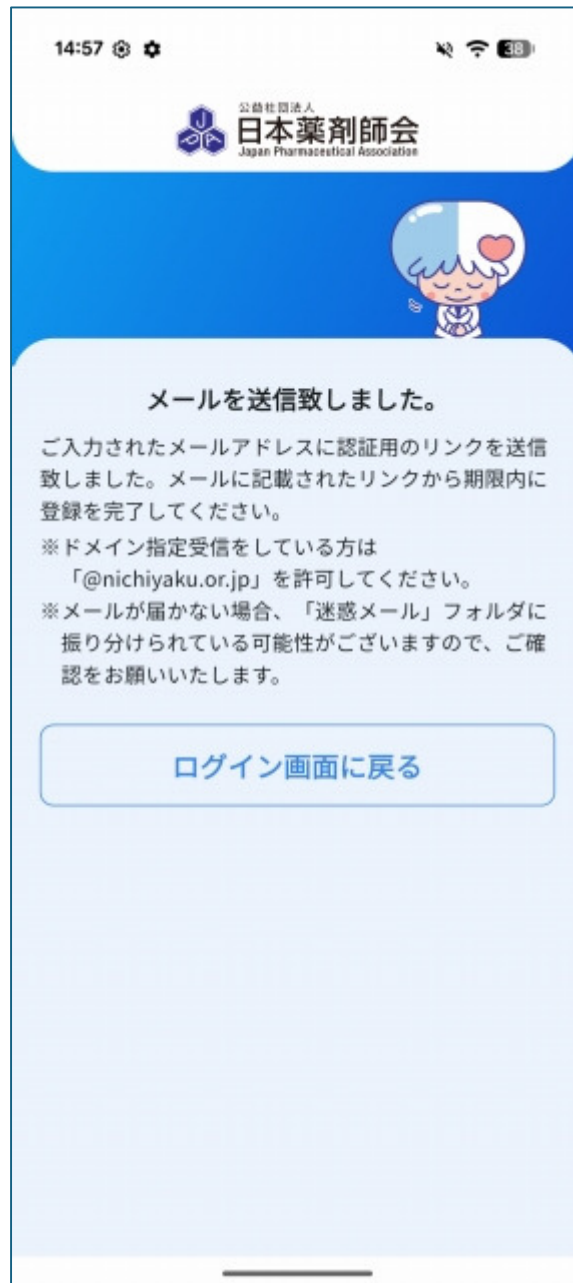 14:57
38
公益社団法人
日本薬剤師会
Japan Pharmaceutical Association
メールを送信致しました。
ご入力されたメールアドレスに認証用のリンクを送信
致しました。メールに記載されたリンクから期限内に
登録を完了してください。
※ドメイン指定受信をしている方は
「@nichiyaku.or.jp」を許可してください。
※メールが届かない場合、「迷惑メール」フォルダに
振り分けられている可能性がございますので、ご確
認をお願いいたします。
ログイン画面に戻る